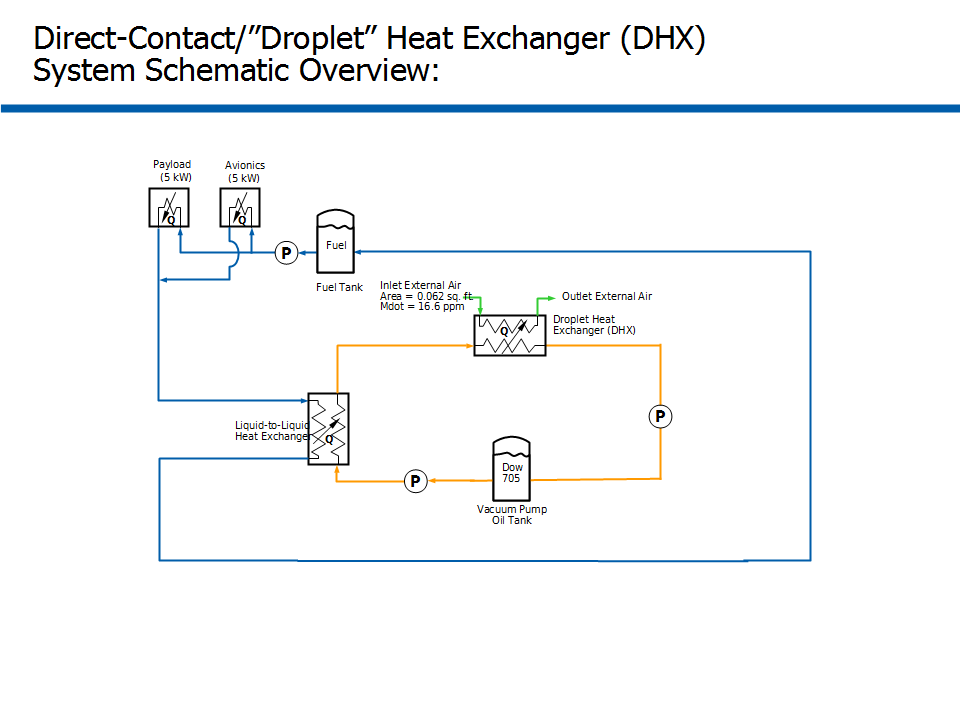 Direct-Contact/”Droplet” Heat Exchanger (DHX)
System Schematic Overview:
Payload
(5 kW)
Avionics
(5 kW)
Q
Q
P
Fuel
Fuel Tank
Inlet External Air
Area = 0.062 sq. ft.
Mdot = 16.6 ppm
Outlet External Air
Q
Droplet Heat
Exchanger (DHX)
P
Liquid-to-Liquid
Heat Exchanger
Q
P
Dow
705
Vacuum Pump
Oil Tank